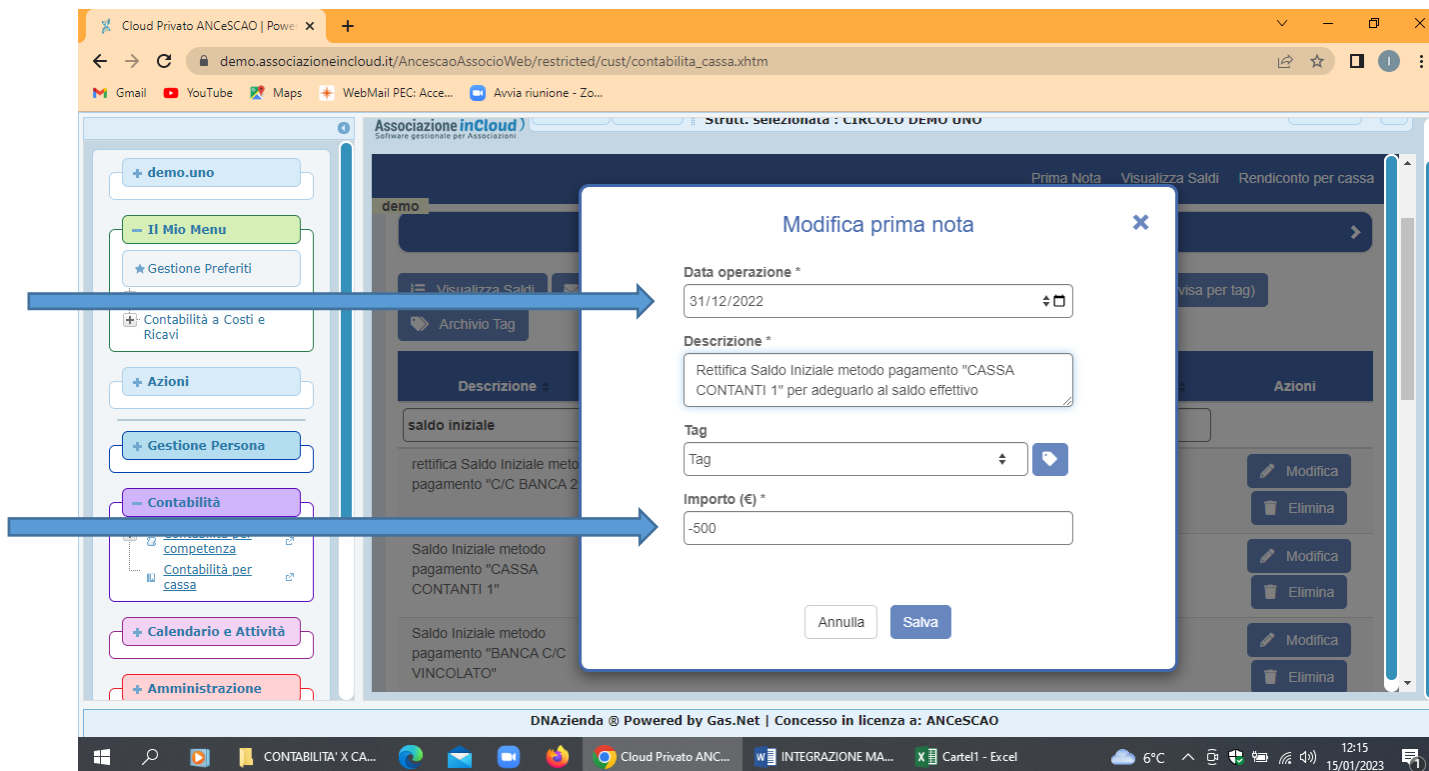 Cloud Privato ANCeSCAO | Powe
demo.associazioneincloud.it/AncescaoAssocioWeb/restricted/cust/contabilita_cassa.xhtm
I
Gmail YouTube Maps WebMail PEC: Acce... Avvia riunione - Zo...
Associazione inCloud)
Software gestionale per Associazioni
Strutt. selezionata : CIRCOLO DEMO UNO
+ demo.uno
— Il Mio Menu
Gestione Preferiti
Contabilità a Costi e
Ricavi
+ Azioni
+ Gestione Persona
— Contabilità
Contabilità per
competenza
Contabilità per
cassa
+ Calendario e Attività
+ Amministrazione
Prima Nota Visualizza Saldi Rendiconto per cassa
demo
Visualizza Saldi
visa per tag)
Archivio Tag
Descrizione
Azioni
saldo iniziale
rettifica Saldo Iniziale meto
pagamento "C/C BANCA 2
Modifica
Elimina
Saldo Iniziale metodo
pagamento "CASSA
CONTANTI 1"
Modifica
Elimina
Saldo Iniziale metodo
pagamento "BANCA C/C
VINCOLATO"
Modifica
Elimina
Modifica prima nota
Data operazione *
31/12/2022
Descrizione *
Rettifica Saldo Iniziale metodo pagamento "CASSA
CONTANTI 1" per adeguarlo al saldo effettivo
Tag
Tag
Importo (€) *
-500
Annulla Salva
DNAzienda ® Powered by Gas.Net | Concesso in licenza a: ANCeSCAO
CONTABILITA' X CA... Cloud Privato ANC... INTEGRAZIONE MA... Cartel1 - Excel 6°C 12:15
15/01/2023
1